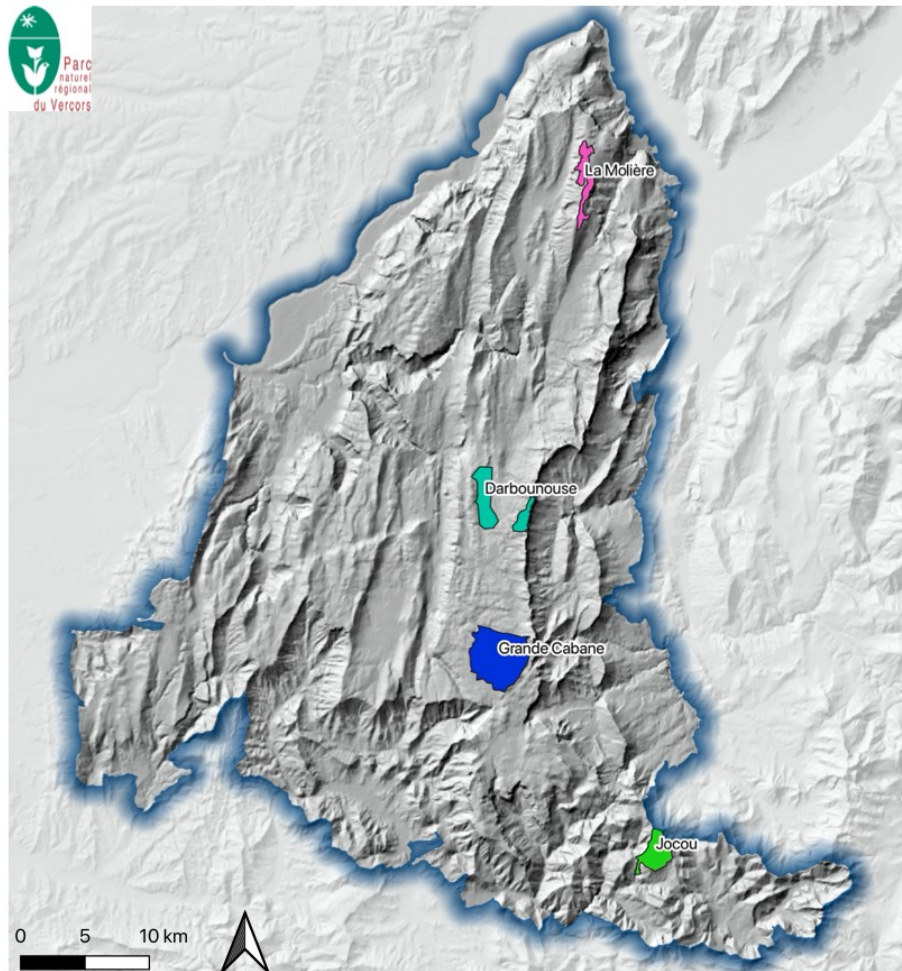 Parc
naturel
régional
du Vercors
La Molière
Darbounouse
Grande Cabane
Jocou
0 5 10 km